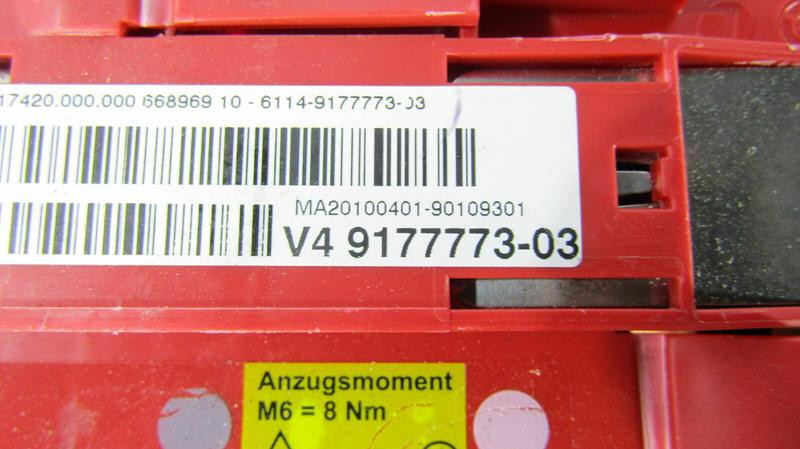 17420.000.000 668969 10 - 6114-9177773-03
MA20100401-90109301
V4 9177773-03
Anzugsmoment
M6 = 8 Nm